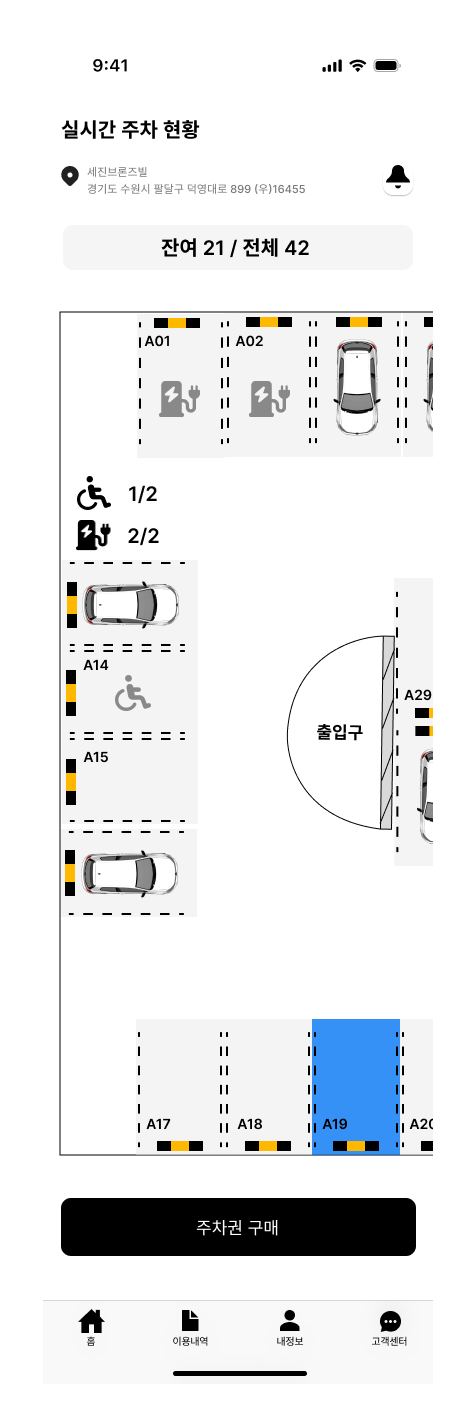 9:41
실시간 주차 현황
세진브론즈빌
경기도 수원시 팔달구 덕영대로 899 (우)16455
잔여 21 / 전체 42
A01
A02
1/2
2/2
A14
A15
A29
출입구
A17
A18
A19
A20
주차권 구매
홈
이용내역
내정보
고객센터